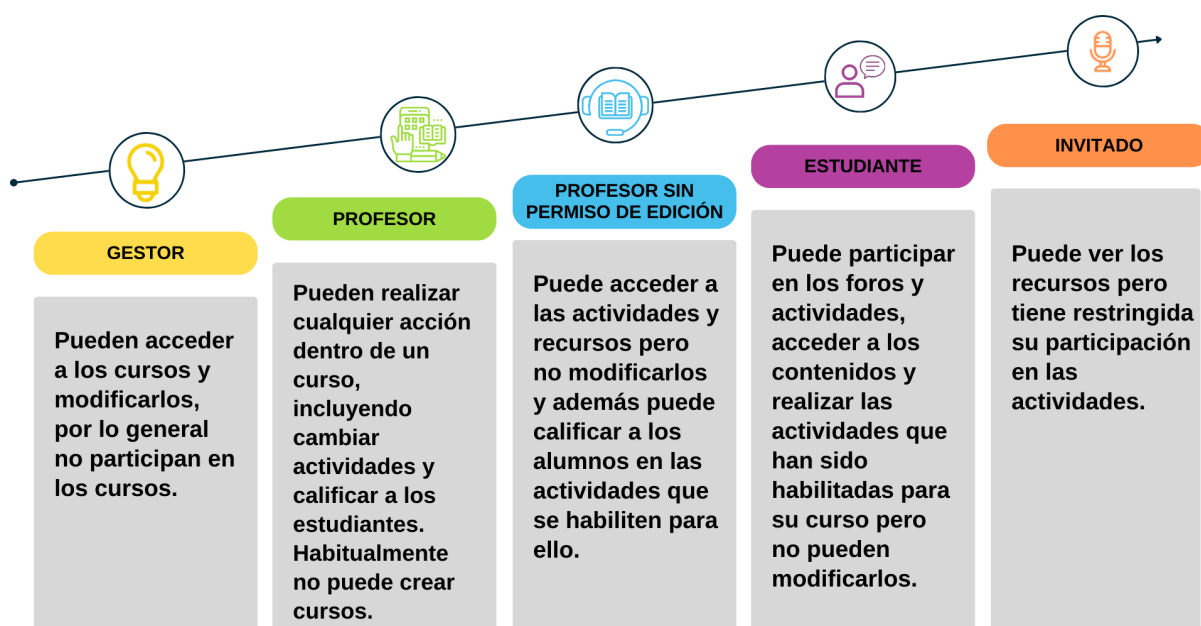 GESTOR
Pueden acceder
a los cursos y
modificarlos,
por lo general
no participan en
los cursos.
PROFESOR
Pueden realizar
cualquier acción
dentro de un
curso,
incluyendo
cambiar
actividades y
calificar a los
estudiantes.
Habitualmente
no puede crear
cursos.
PROFESOR SIN
PERMISO DE EDICIÓN
Puede acceder a
las actividades y
recursos pero
no modificarlos
y además puede
calificar a los
alumnos en las
actividades que
se habiliten para
ello.
ESTUDIANTE
Puede participar
en los foros y
actividades,
acceder a los
contenidos y
realizar las
actividades que
han sido
habilitadas para
su curso pero
no pueden
modificarlos.
INVITADO
Puede ver los
recursos pero
tiene restringida
su participación
en las
actividades.